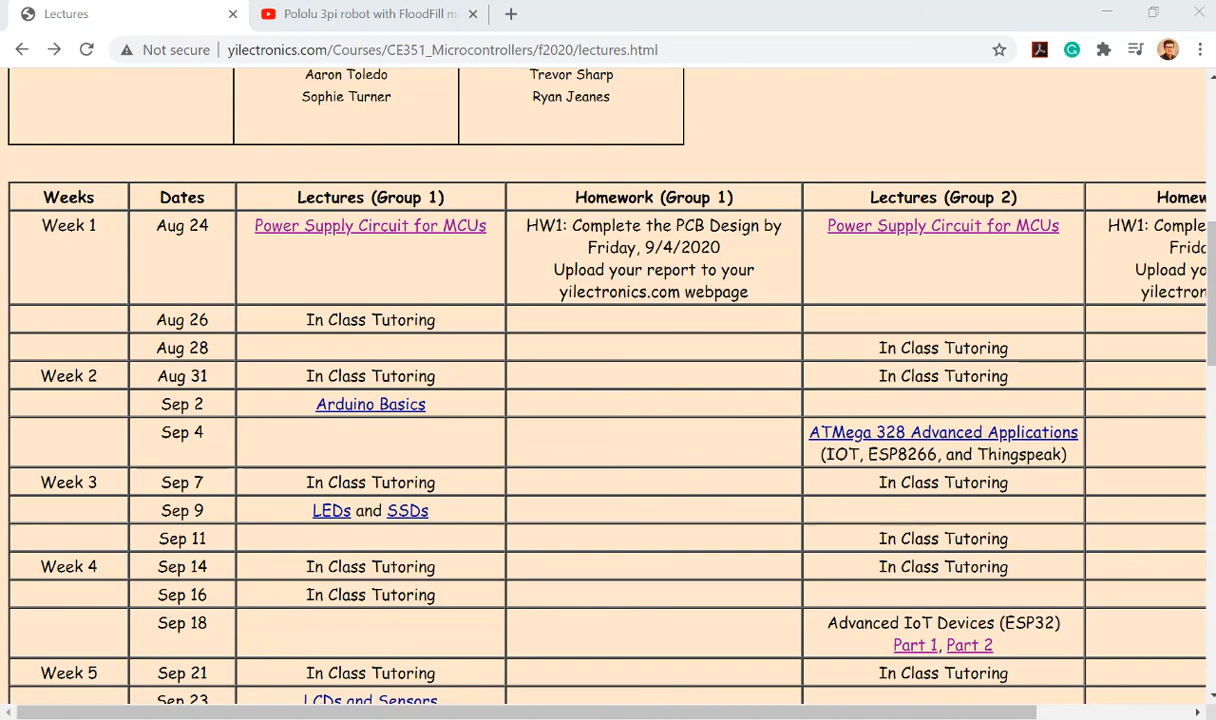 Lectures
Pololu 3pi robot with FloodFill m
Not secure
yilectronics.com/Courses/CE351_Microcontrollers/f2020/lectures.html
Aaron Toledo
Sophie Turner
Trevor Sharp
Ryan Jeanes
Weeks Dates Lectures (Group 1) Homework (Group 1) Lectures (Group 2) Homew
Week 1 Aug 24 Power Supply Circuit for MCUs HW1: Complete the PCB Design by Power Supply Circuit for MCUs HW1: Comple
Friday, 9/4/2020 Frida
Upload your report to your Upload yo
yilectronics.com webpage yilectron
Aug 26 In Class Tutoring
Aug 28 In Class Tutoring
Week 2 Aug 31 In Class Tutoring In Class Tutoring
Sep 2 Arduino Basics
Sep 4 ATMega 328 Advanced Applications
(IOT, ESP8266, and Thingspeak)
Week 3 Sep 7 In Class Tutoring In Class Tutoring
Sep 9 LEDs and SSDs
Sep 11 In Class Tutoring
Week 4 Sep 14 In Class Tutoring In Class Tutoring
Sep 16 In Class Tutoring
Sep 18 Advanced IoT Devices (ESP32)
Part 1, Part 2
Week 5 Sep 21 In Class Tutoring In Class Tutoring
Sep 23 LCDs and Sensors